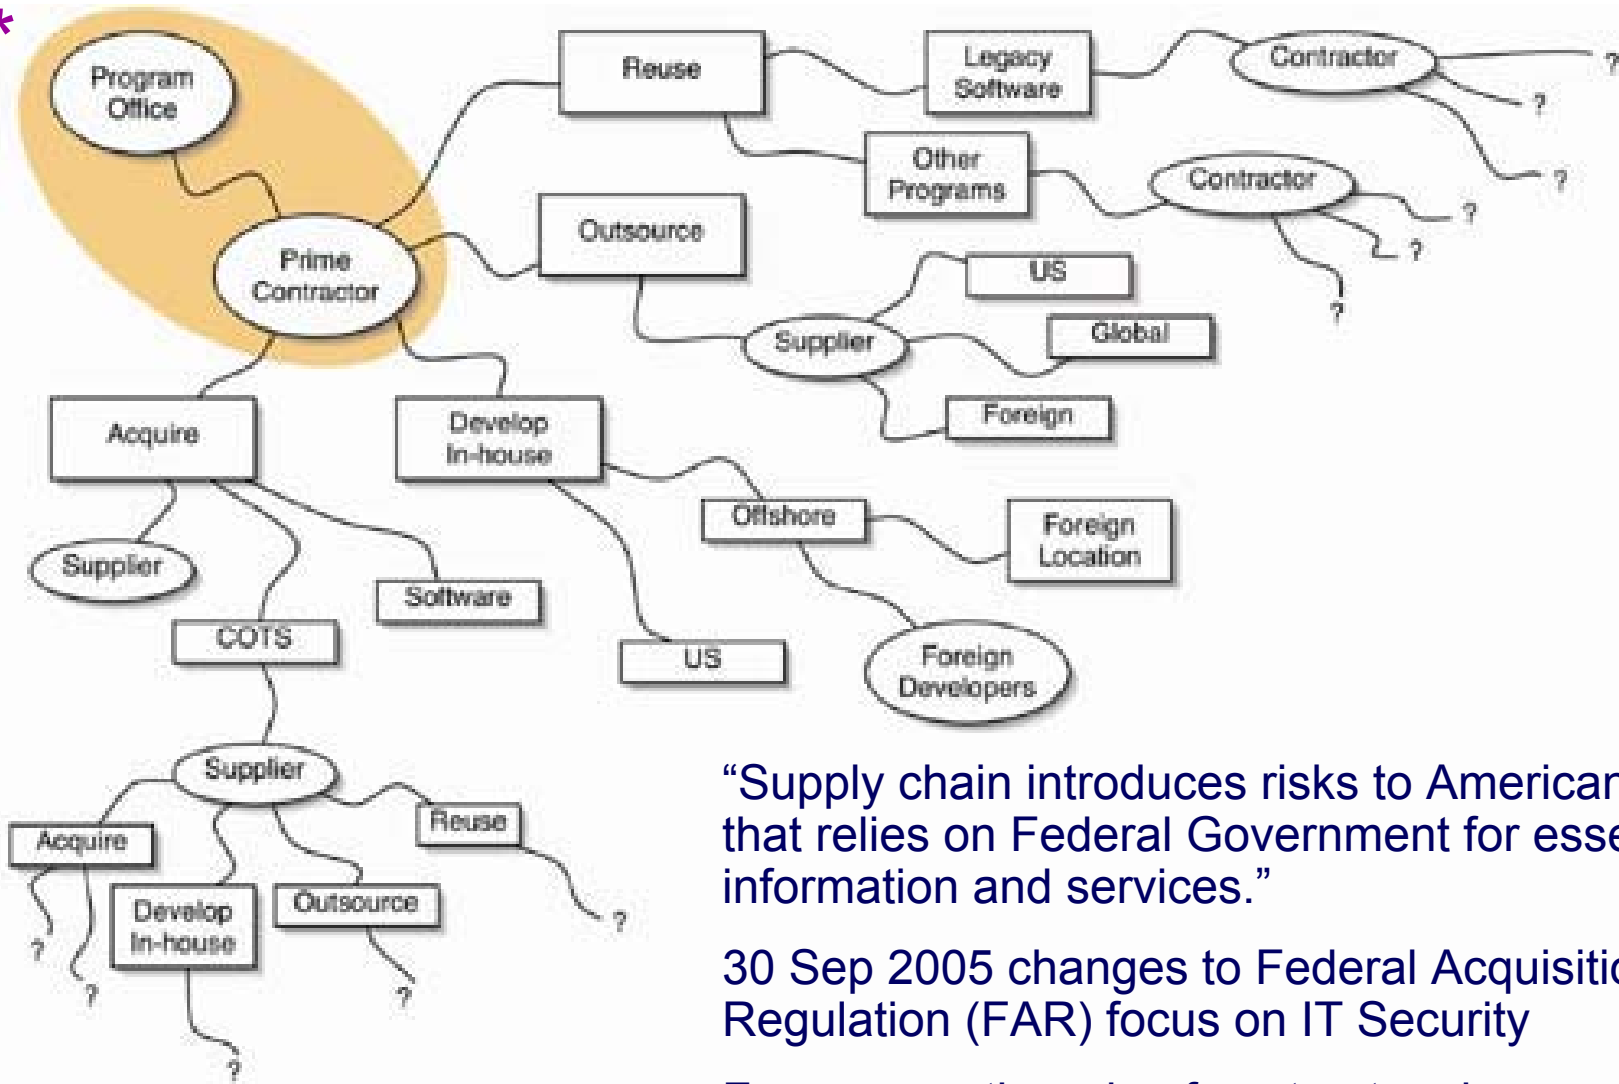 *
Program
Office
Prime
Contractor
Reuse
Legacy
Software
Contractor
?
?
?
Other
Programs
Contractor
?
?
?
Outsource
Supplier
US
Global
Foreign
Acquire
Supplier
Software
COTS
Develop
In-house
Offshore
Foreign
Location
US
Foreign
Developers
Supplier
Acquire
?
?
Develop
In-house
?
Outsource
?
Reuse
?
“Supply chain introduces risks to American
that relies on Federal Government for esse
information and services.”
30 Sep 2005 changes to Federal Acquisitio
Regulation (FAR) focus on IT Security